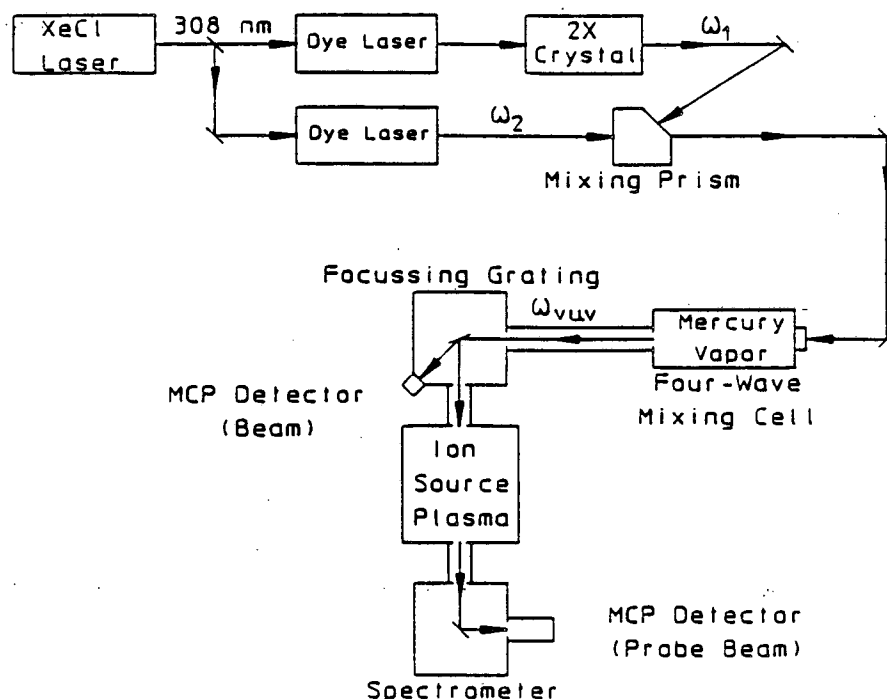 XeCl
Laser
308 nm
Dye Laser
2X
Crystal
ω1
Dye Laser
ω2
Mixing Prism
Focussing Grating
ωvuv
Mercury
Vapor
Four-Wave
Mixing Cell
MCP Detector
(Beam)
Ion
Source
Plasma
MCP Detector
(Probe Beam)
Spectrometer